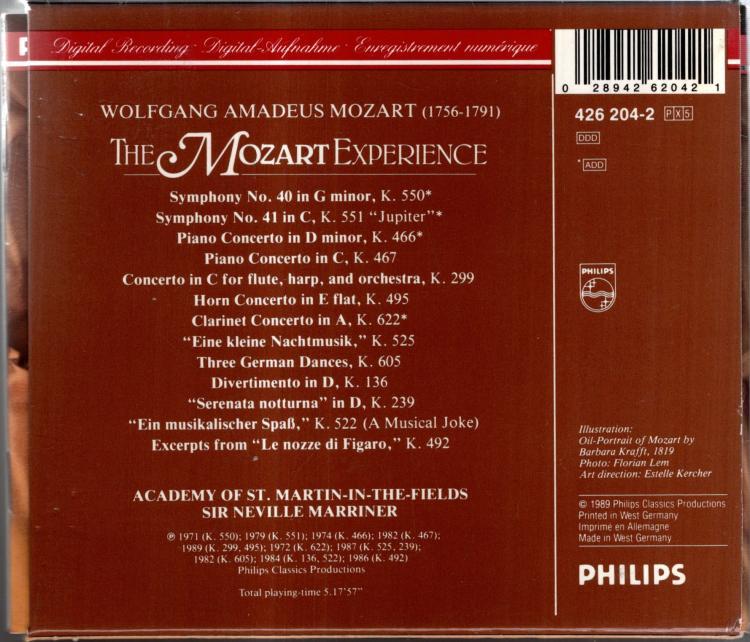 Digital Recording · Digital-Aufnahme · Enregistrement numérique
0 28942 62042 1
426 204-2 PX5
DDD
* ADD
WOLFGANG AMADEUS MOZART (1756-1791)
THE MOZART EXPERIENCE
Symphony No. 40 in G minor, K. 550*
Symphony No. 41 in C, K. 551 “Jupiter”*
Piano Concerto in D minor, K. 466*
Piano Concerto in C, K. 467
Concerto in C for flute, harp, and orchestra, K. 299
Horn Concerto in E flat, K. 495
Clarinet Concerto in A, K. 622*
“Eine kleine Nachtmusik,” K. 525
Three German Dances, K. 605
Divertimento in D, K. 136
“Serenata notturna” in D, K. 239
“Ein musikalischer Spaß,” K. 522 (A Musical Joke)
Excerpts from “Le nozze di Figaro,” K. 492
ACADEMY OF ST. MARTIN-IN-THE-FIELDS
SIR NEVILLE MARRINER
℗ 1971 (K. 550); 1979 (K. 551); 1974 (K. 466); 1982 (K. 467);
1989 (K. 299, 495); 1972 (K. 622); 1987 (K. 525, 239);
1982 (K. 605); 1984 (K. 136, 522); 1986 (K. 492)
Philips Classics Productions
Total playing-time 5.17'57"
PHILIPS
Illustration:
Oil-Portrait of Mozart by
Barbara Krafft, 1819
Photo: Florian Lem
Art direction: Estelle Kercher
© 1989 Philips Classics Productions
Printed in West Germany
Imprimé en Allemagne
Made in West Germany
PHILIPS